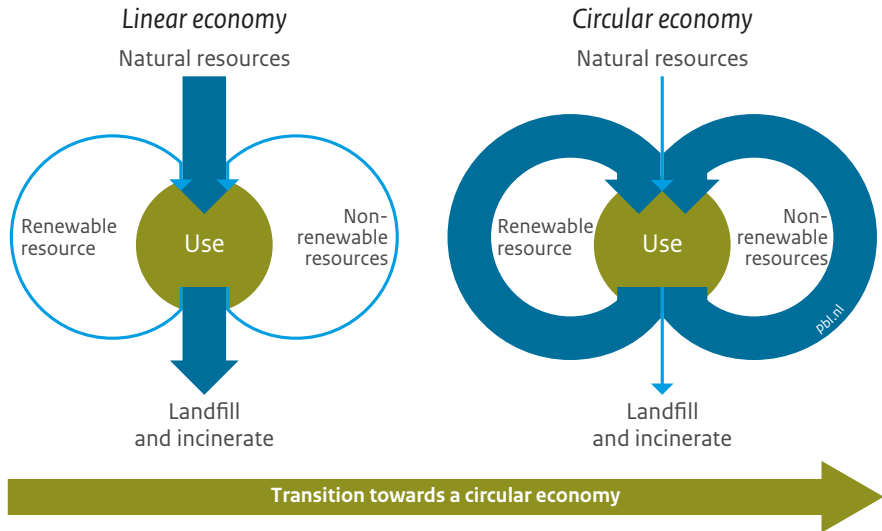 Linear economy
Natural resources
Renewable
resource
Use
Non-
renewable
resources
Landfill
and incinerate
Circular economy
Natural resources
Renewable
resource
Use
Non-
renewable
resources
pbl.nl
Landfill
and incinerate
Transition towards a circular economy